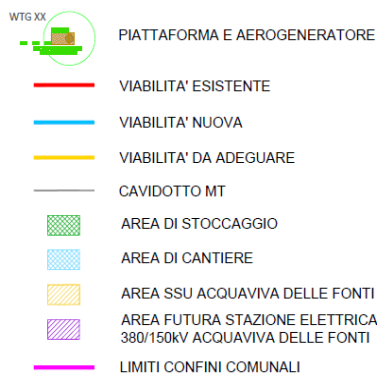 WTG XX
PIATTAFORMA E AEROGENERATORE
VIABILITA' ESISTENTE
VIABILITA' NUOVA
VIABILITA' DA ADEGUARE
CAVIDOTTO MT
AREA DI STOCCAGGIO
AREA DI CANTIERE
AREA SSU ACQUAVIVA DELLE FONTI
AREA FUTURA STAZIONE ELETTRICA
380/150kV ACQUAVIVA DELLE FONTI
LIMITI CONFINI COMUNALI